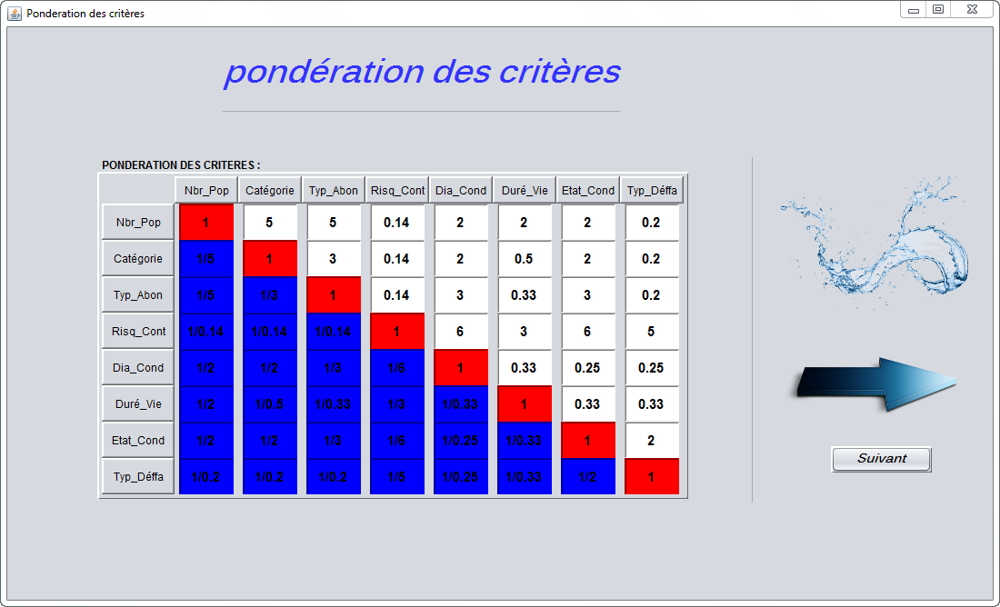 Ponderation des critères
pondération des critères
PONDERATION DES CRITERES :
Nbr_Pop Catégorie Typ_Abon Risq_Cont Dia_Cond Duré_Vie Etat_Cond Typ_Déffa
Nbr_Pop 1 5 5 0.14 2 2 2 0.2
Catégorie 1/5 1 3 0.14 2 0.5 2 0.2
Typ_Abon 1/5 1/3 1 0.14 3 0.33 3 0.2
Risq_Cont 1/0.14 1/0.14 1/0.14 1 6 3 6 5
Dia_Cond 1/2 1/2 1/3 1/6 1 0.33 0.25 0.25
Duré_Vie 1/2 1/0.5 1/0.33 1/3 1/0.33 1 0.33 0.33
Etat_Cond 1/2 1/2 1/3 1/6 1/0.25 1/0.33 1 2
Typ_Déffa 1/0.2 1/0.2 1/0.2 1/5 1/0.25 1/0.33 1/2 1
Suivant